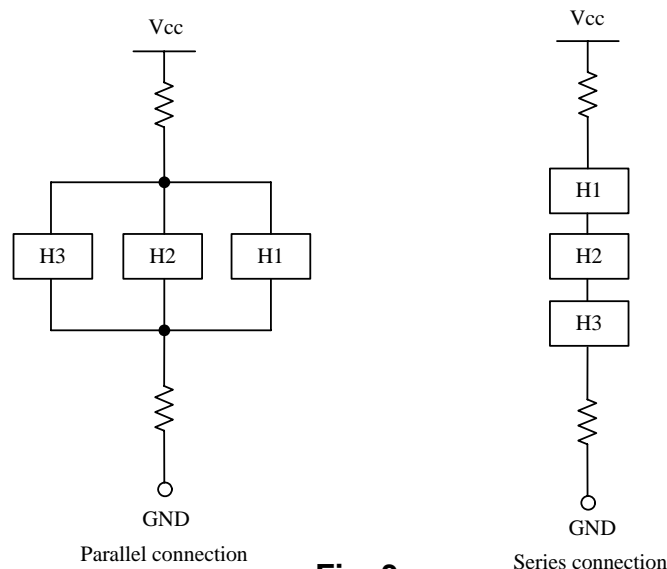 Vcc
H3
H2
H1
GND
Parallel connection
Vcc
H1
H2
H3
GND
Series connection